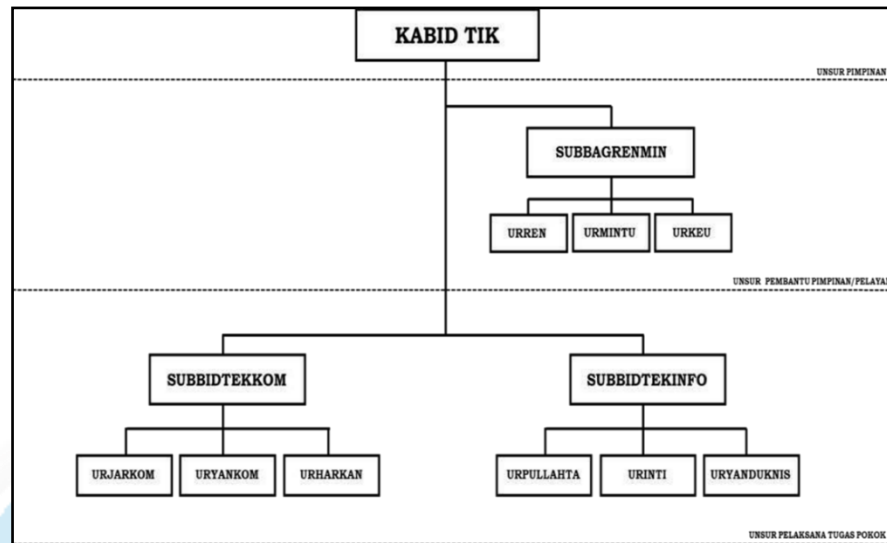 KABID TIK
UNSUR PIMPINAN
SUBBAGRENMIN
URREN
URMINTU
URKEU
UNSUR PEMBANTU PIMPINAN/PELAYAN
SUBBIDTEKKOM
SUBBIDTEKINFO
URJARKOM
URYANKOM
URHARKAN
URPULLAHTA
URINTI
URYANDUKNIS
UNSUR PELAKSANA TUGAS POKOK